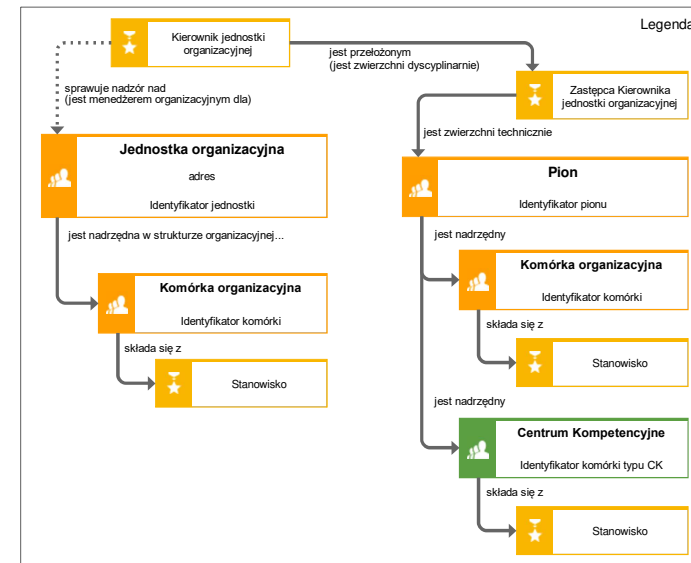 Legenda
Kierownik jednostki
organizacyjnej
jest przełożonym
(jest zwierzchni dyscyplinarnie)
sprawuje nadzór nad
(jest menedżerem organizacyjnym dla)
Zastępca Kierownika
jednostki organizacyjnej
jest zwierzchni technicznie
Jednostka organizacyjna
adres
Identyfikator jednostki
jest nadrzędna w strukturze organizacyjnej...
Komórka organizacyjna
Identyfikator komórki
składa się z
Stanowisko
Pion
Identyfikator pionu
jest nadrzędny
Komórka organizacyjna
Identyfikator komórki
składa się z
Stanowisko
jest nadrzędny
Centrum Kompetencyjne
Identyfikator komórki typu CK
składa się z
Stanowisko